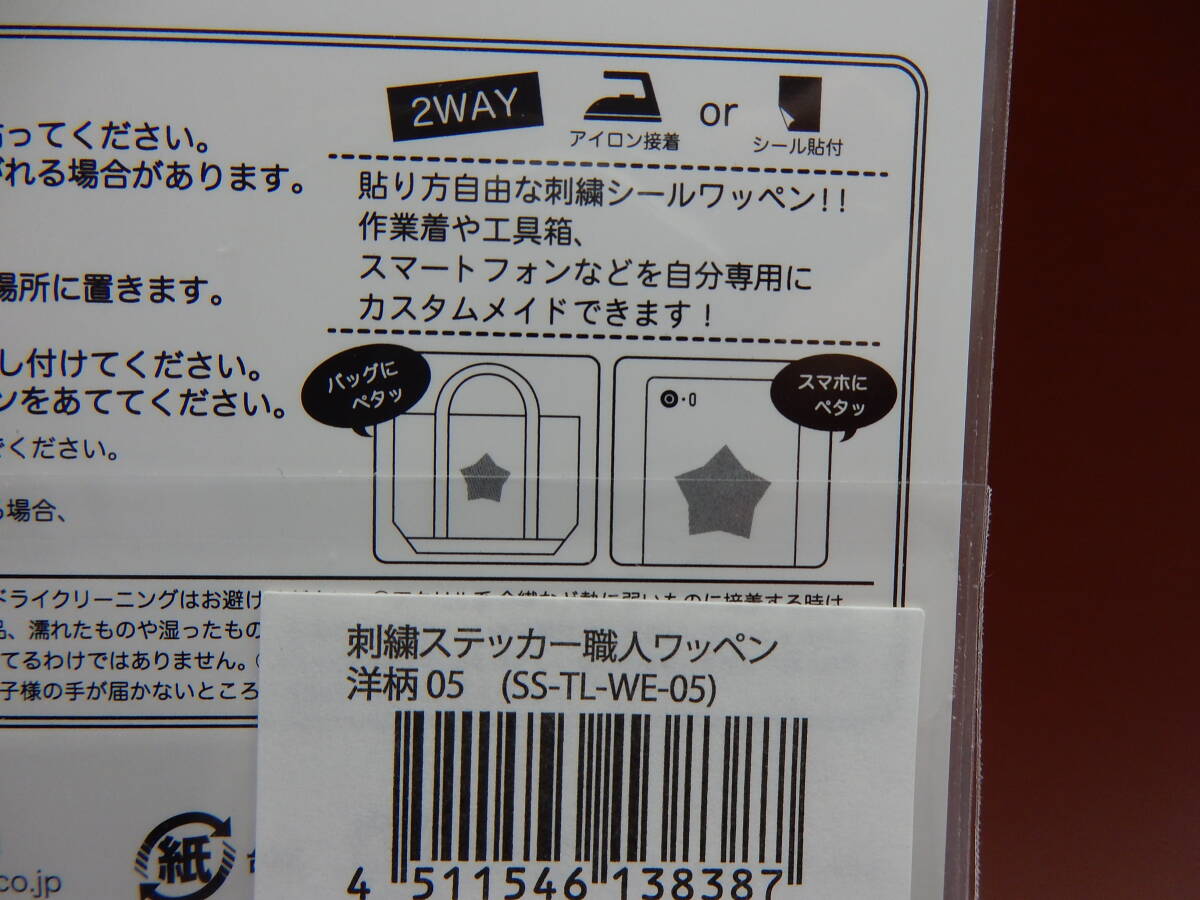 2WAY
アイロン接着
or
シール貼付
貼り方自由な刺繍シールワッペン!!
作業着や工具箱、
スマートフォンなどを自分専用に
カスタムメイドできます!
ってください。
れる場合があります。
場所に置きます。
し付けてください。
ンをあててください。
ください。
場合、
バッグに
ペタッ
スマホに
ペタッ
ドライクリーニングはお避け
品、濡れたものや湿ったもの
てるわけではありません。
子様の手が届かないところ
刺繍ステッカー職人ワッペン
洋柄05 (SS-TL-WE-05)
4 511546 138387
紙
co.jp